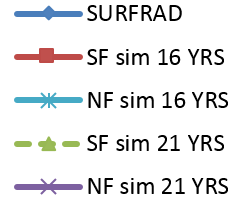 SURFRAD
SF sim 16 YRS
NF sim 16 YRS
SF sim 21 YRS
NF sim 21 YRS